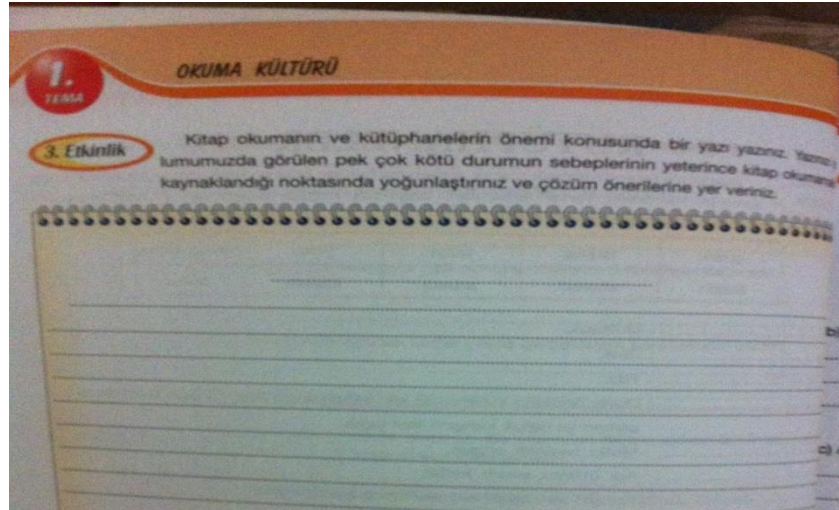 1.
TEMA
OKUMA KÜLTÜRÜ
3. Etkinlik
Kitap okumanın ve kütüphanelerin önemi konusunda bir yazı yazınız.
lumumuzda görülen pek çok kötü durumun sebeplerinin yeterince kitap
kaynaklandığı noktasında yoğunlaştırınız ve çözüm önerilerine yer veriniz.